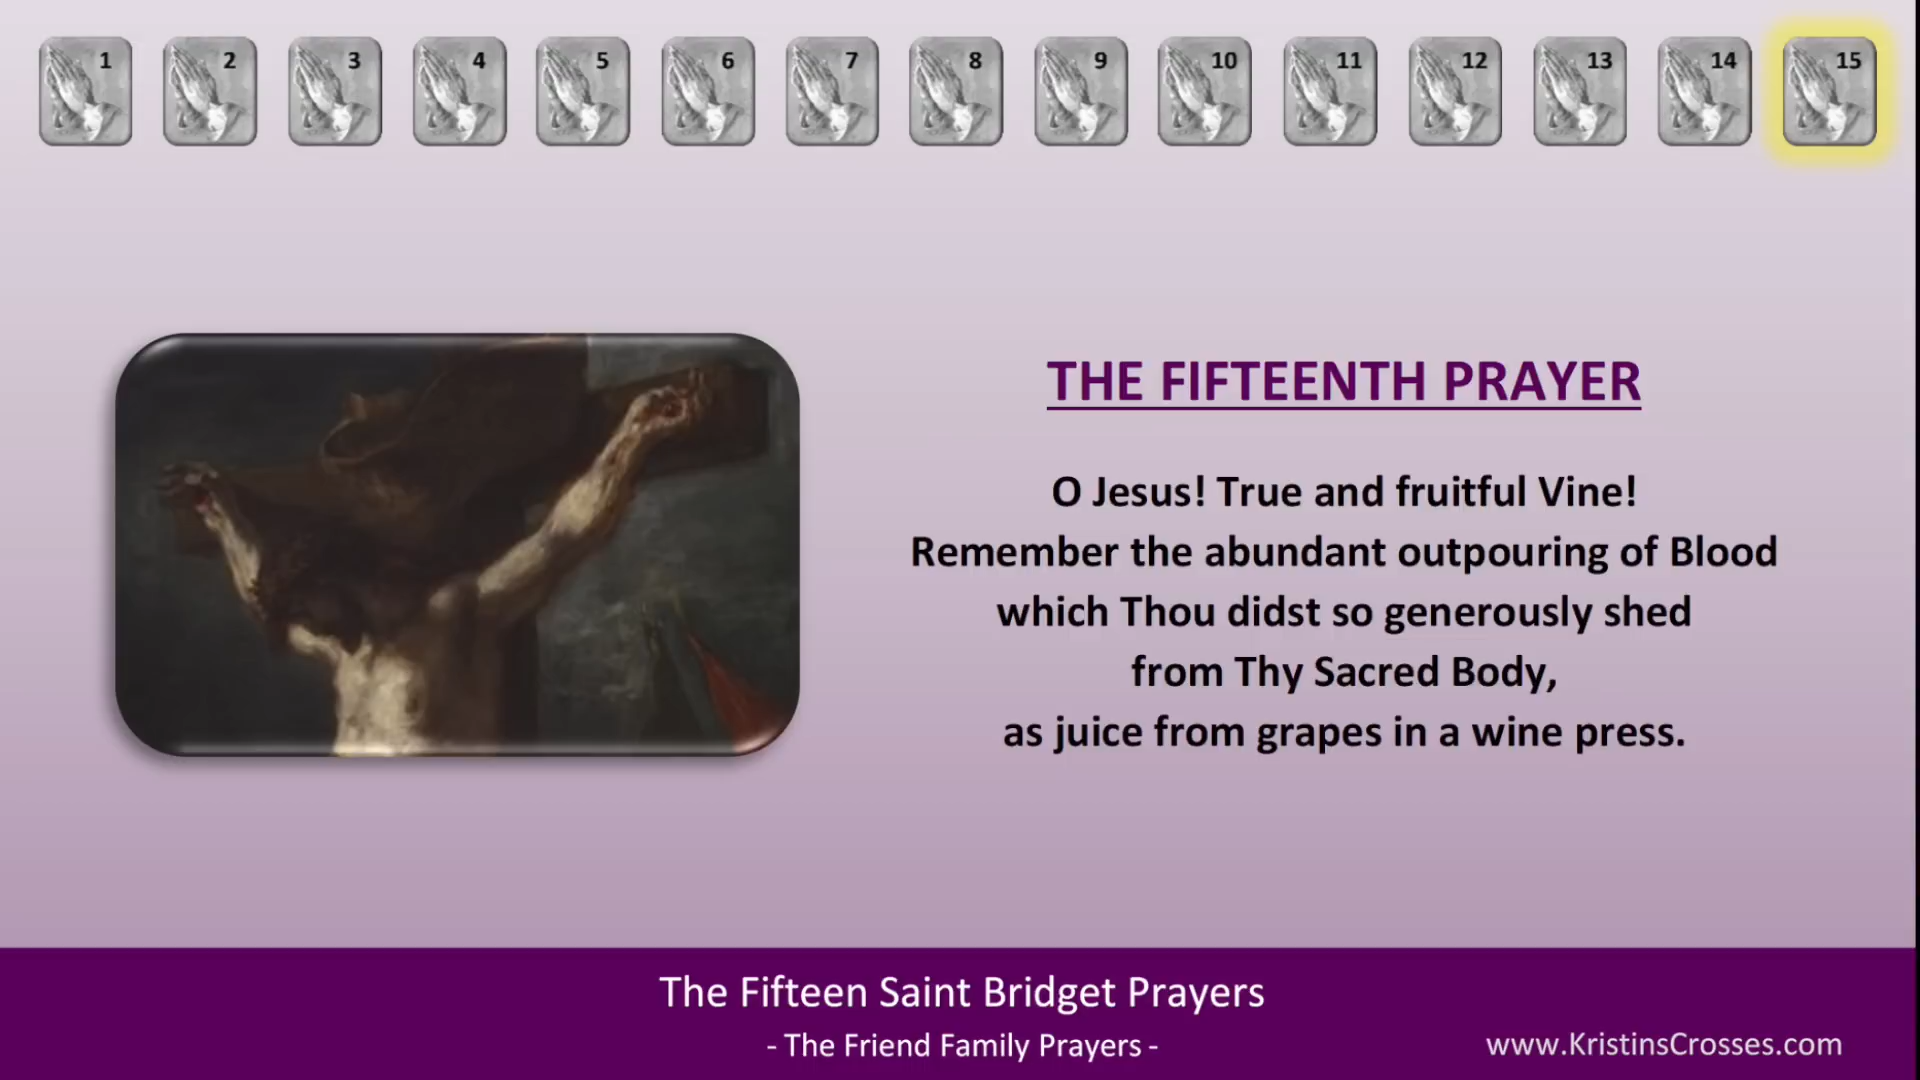 1 2 3 4 5 6 7 8 9 10 11 12 13 14 15
THE FIFTEENTH PRAYER
O Jesus! True and fruitful Vine!
Remember the abundant outpouring of Blood
which Thou didst so generously shed
from Thy Sacred Body,
as juice from grapes in a wine press.
The Fifteen Saint Bridget Prayers
- The Friend Family Prayers -
www.KristinsCrosses.com